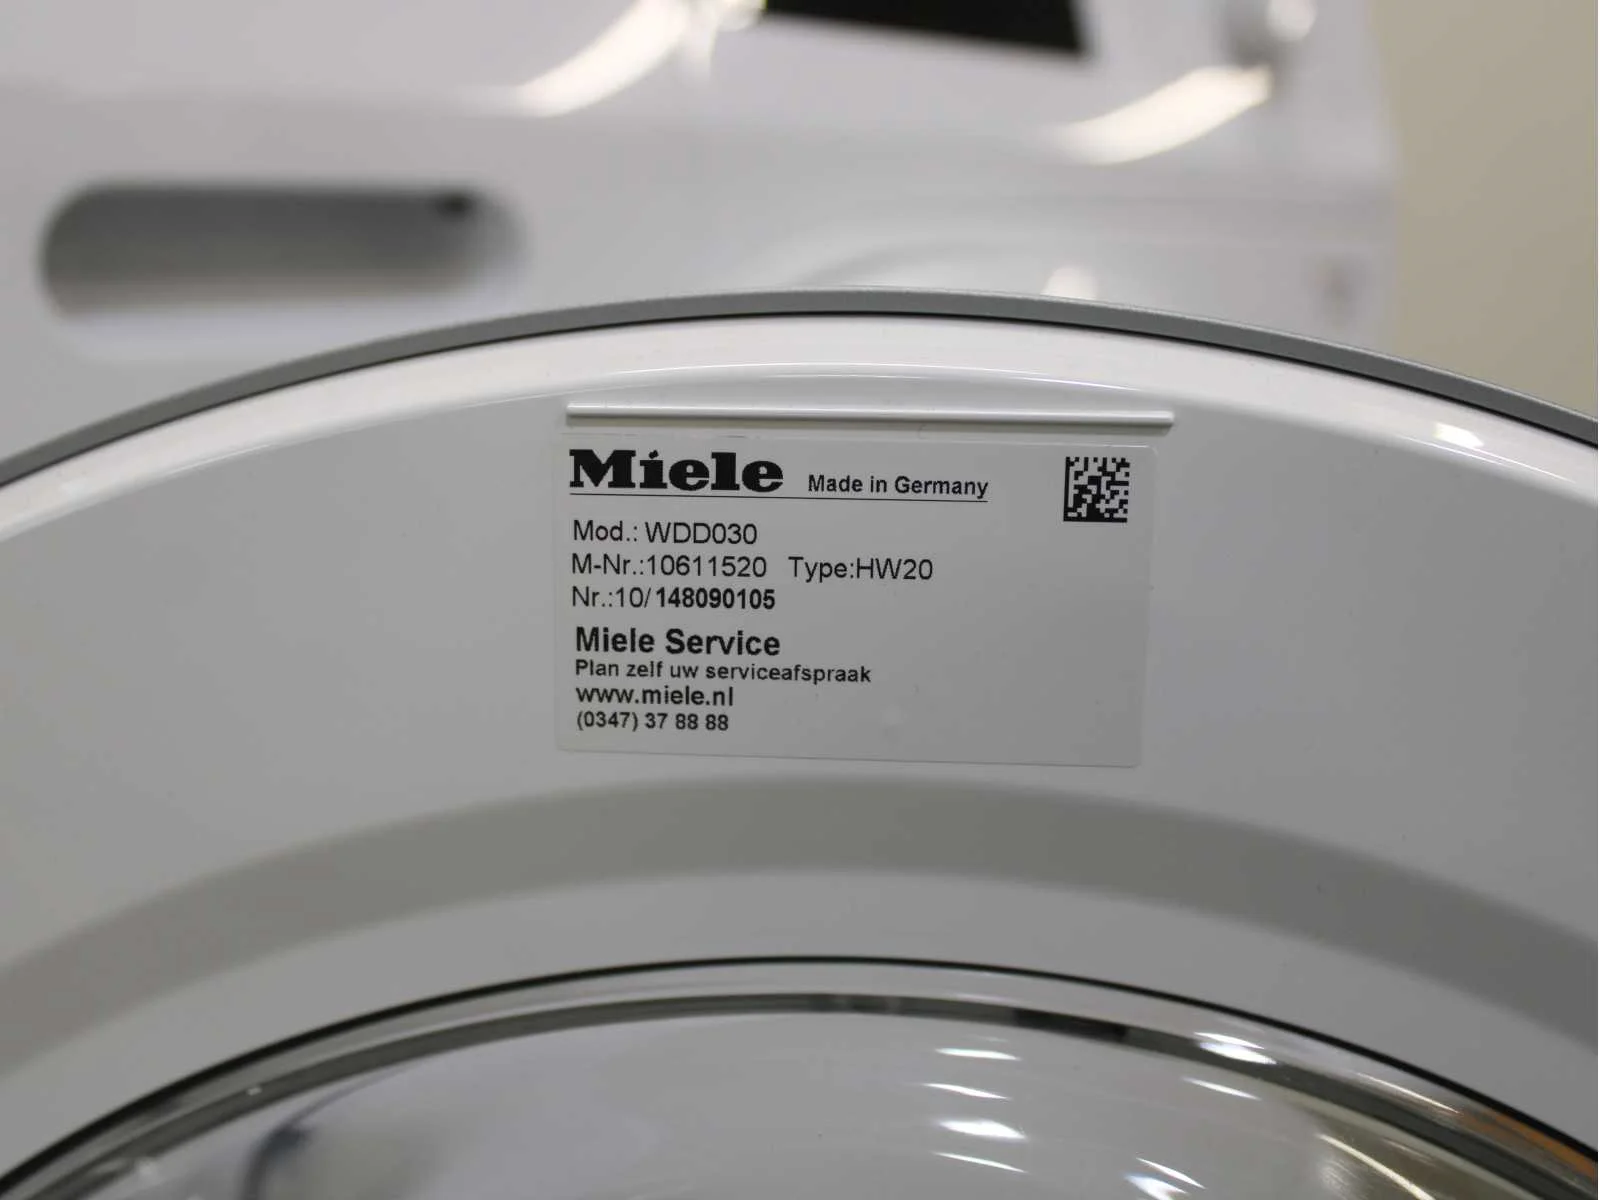 Miele Made in Germany
Mod.: WDD030
M-Nr.:10611520 Type:HW20
Nr.:10/148090105
Miele Service
Plan zelf uw serviceafspraak
www.miele.nl
(0347) 37 88 88